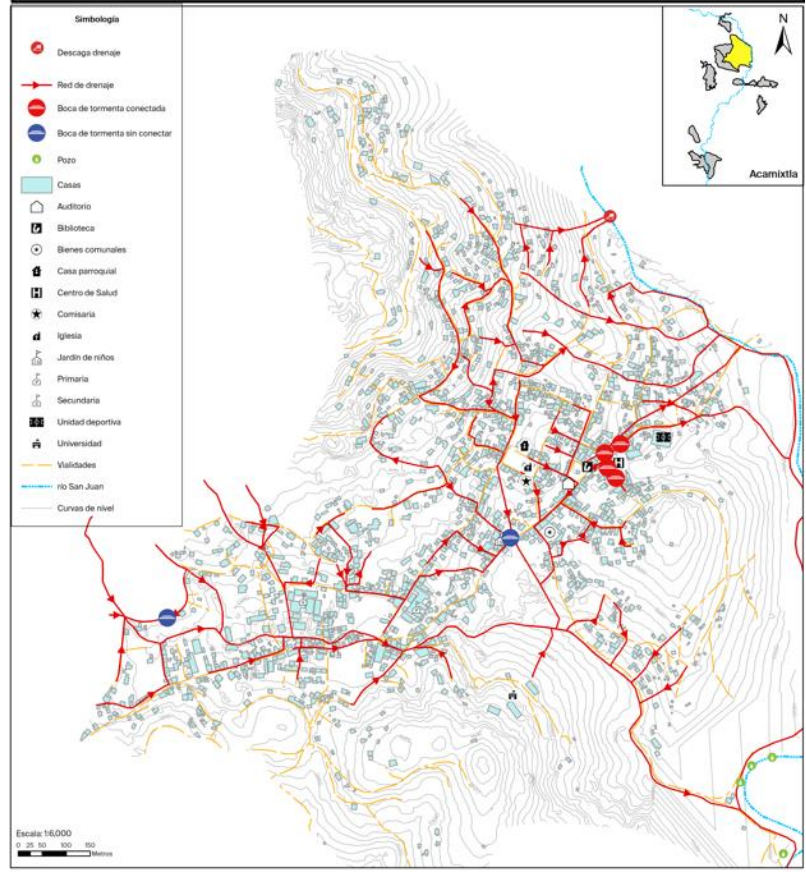 Simbología
Descaga drenaje
Red de drenaje
Boca de tormenta conectada
Boca de tormenta sin conectar
Pozo
Casas
Auditorio
Biblioteca
Bienes comunales
Casa parroquial
Centro de Salud
Comisaria
Iglesia
Jardín de niños
Primaria
Secundaria
Unidad deportiva
Universidad
Vialidades
río San Juan
Curvas de nivel
N
Acamixtla
Escala: 1:6,000
0 25 50 100 150
Metros